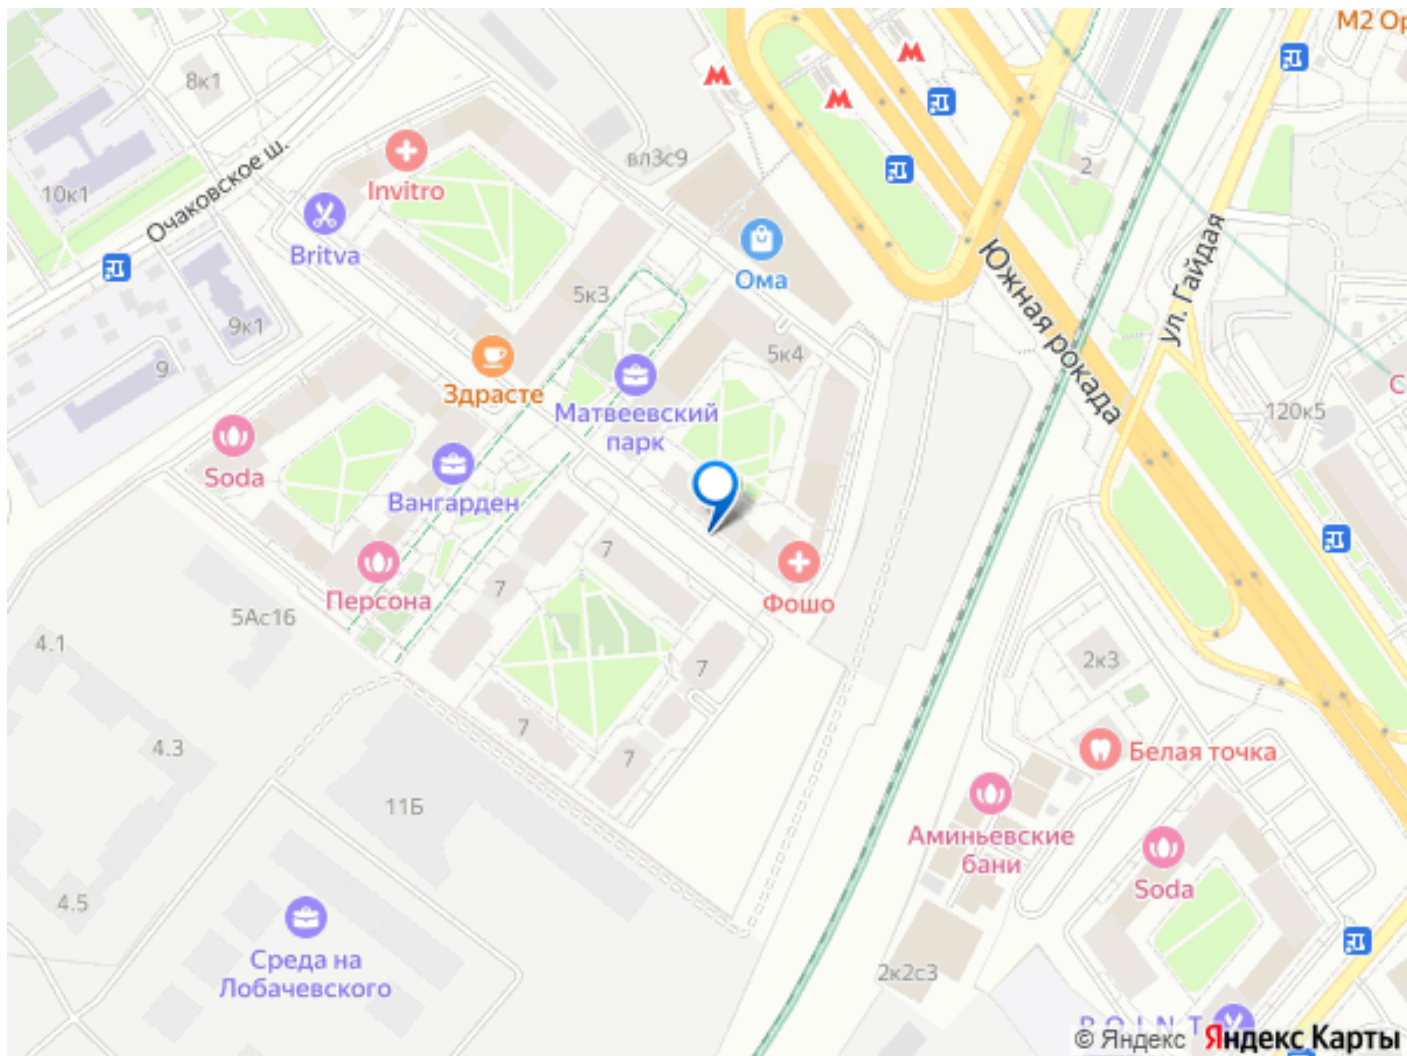 М2 Ор
8к1
вл3с9
Invitro
10к1
Очаковское ш.
2
Britva
Ома
Южная рокада
ул. Гайдая
5к3
9к1
5к4
9
Здрасте
Матвеевский
парк
С
120к5
Soda
Вангарден
7
7
Персона
Фошо
5Ас16
4.1
2к3
7
7
4.3
7
Белая точка
11Б
Аминьевские
бани
Soda
4.5
Среда на
Лобачевского
2к2с3
POINT
© Яндекс Яндекс Карты